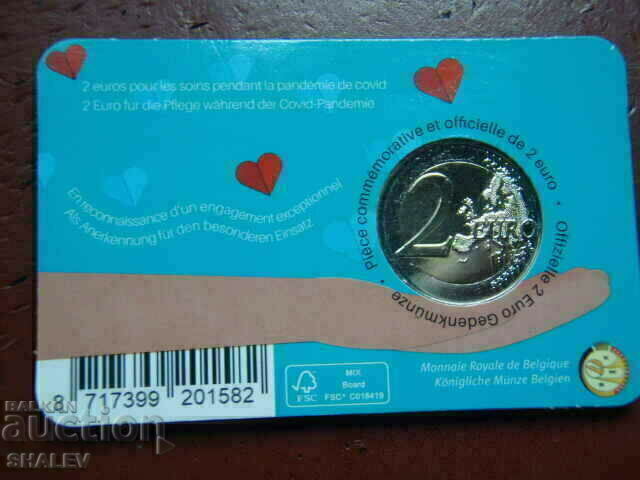 2 euros pour les soins pendant la pandémie de covid
2 Euro für die Pflege während der Covid-Pandemie
En reconnaissance d'un engagement exceptionnel
Als Anerkennung für den besonderen Einsatz
• Pièce commémorative et officielle de 2 euro •
Offizielle 2 Euro Gedenkmünze
2 EURO
8 717399 201582
FSC
MIX
Board
FSC® C018419
Monnaie Royale de Belgique
Königliche Münze Belgien
BALKAN
auction
SHALEV